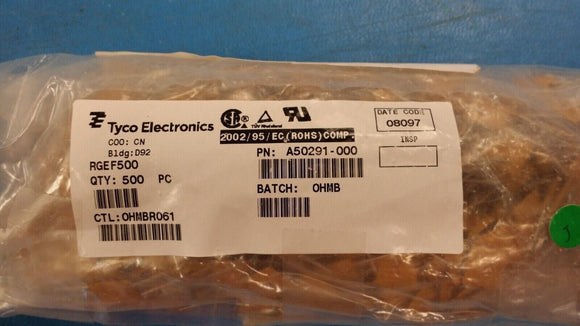 Tyco Electronics
COO: CN
Bldg:D92
RGEF500
QTY: 500 PC
CTL:OHMBR061
2002/95/EC(ROHS)COMP.
PN: A50291-000
BATCH: OHMB
DATE CODE
08097
INSP